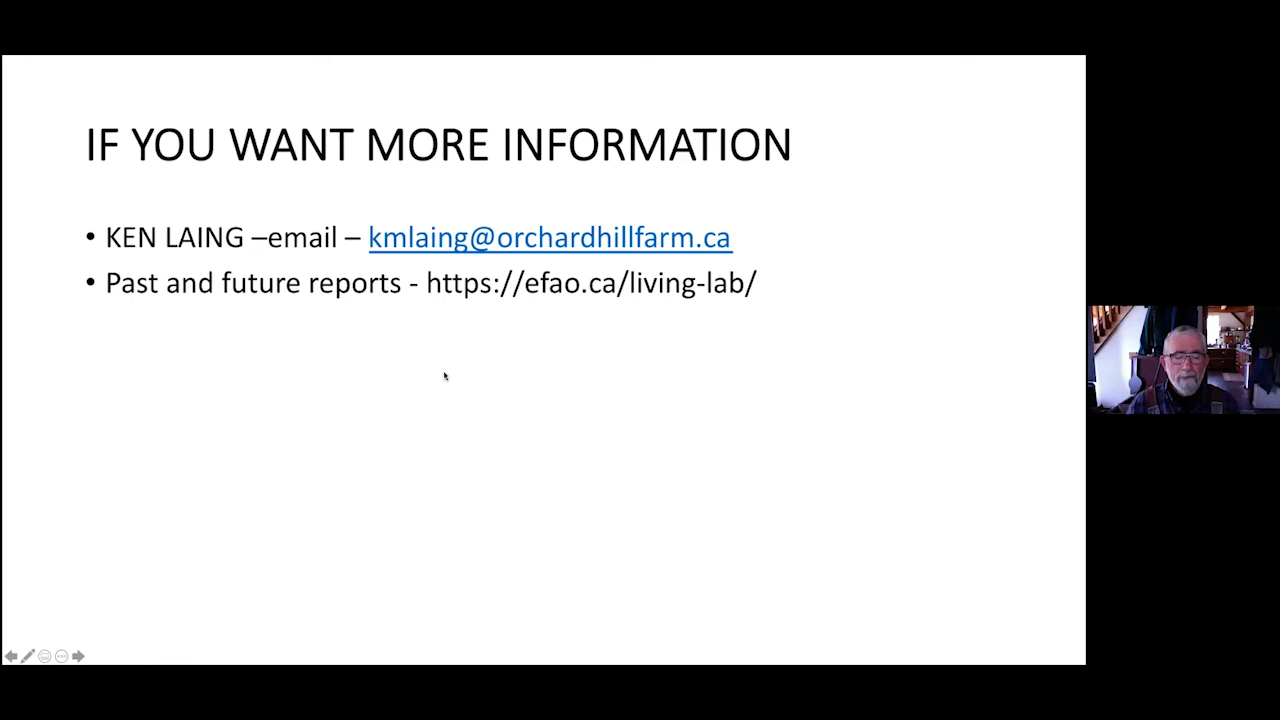 IF YOU WANT MORE INFORMATION
• KEN LAING –email – kmlaing@orchardhillfarm.ca
• Past and future reports - https://efao.ca/living-lab/